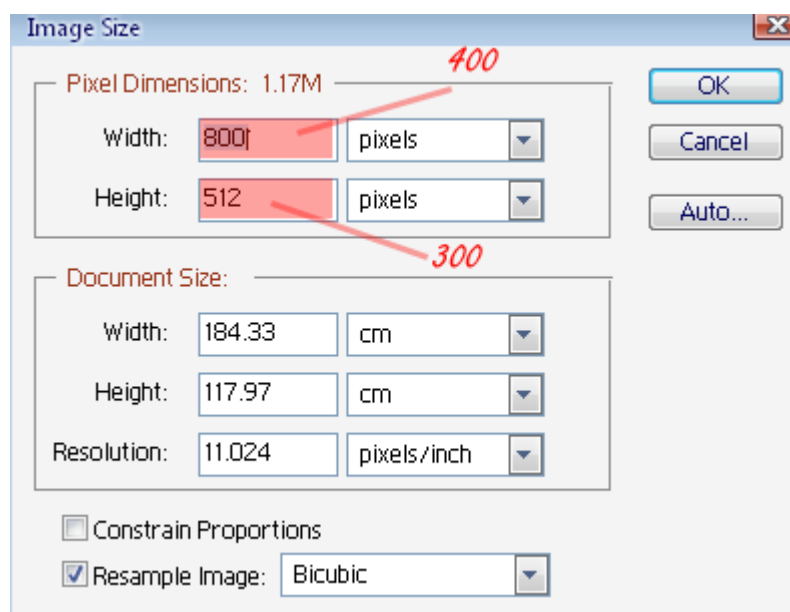 Image Size
400
Pixel Dimensions: 1.17M
OK
Width: 800 pixels
Cancel
Height: 512 pixels
Auto...
300
Document Size:
Width: 184.33 cm
Height: 117.97 cm
Resolution: 11.024 pixels/inch
Constrain Proportions
Resample Image: Bicubic